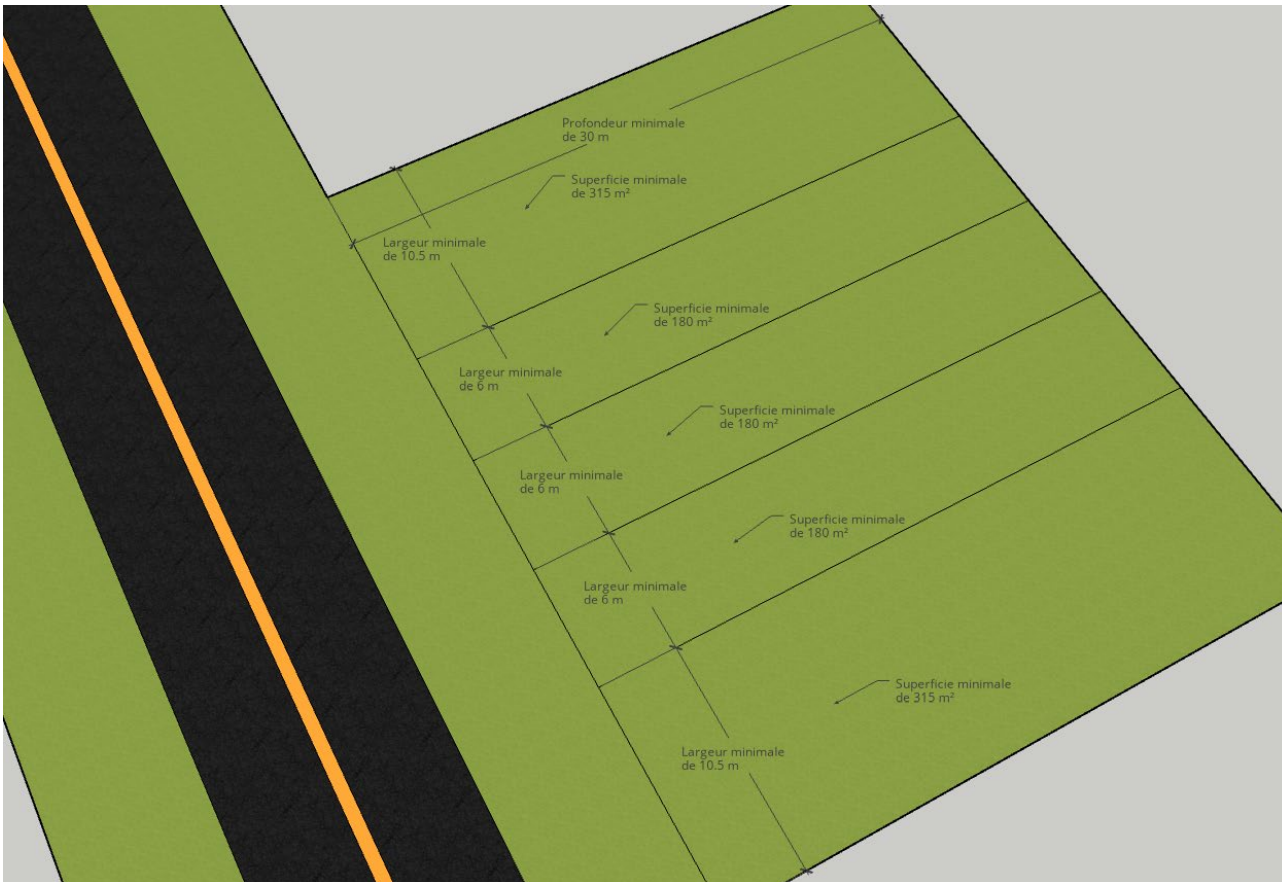 Profondeur minimale
de 30 m
Superficie minimale
de 315 m²
Largeur minimale
de 10.5 m
Superficie minimale
de 180 m²
Largeur minimale
de 6 m
Superficie minimale
de 180 m²
Largeur minimale
de 6 m
Superficie minimale
de 180 m²
Largeur minimale
de 6 m
Superficie minimale
de 315 m²
Largeur minimale
de 10.5 m